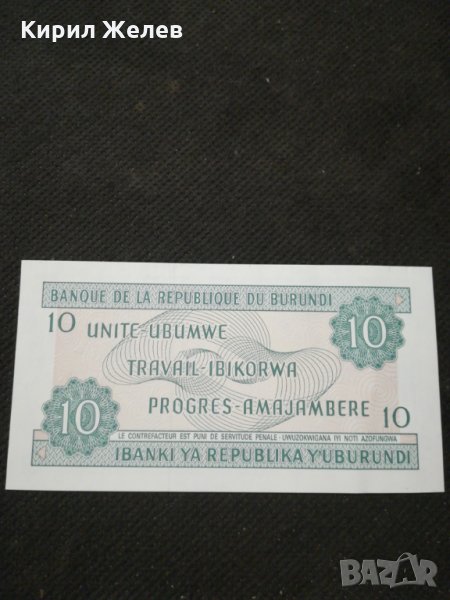 Кирил Желев
BANQUE DE LA REPUBLIQUE DU BURUNDI
10 UNITE-UBUMWE 10
TRAVAIL-IBIKORWA
10 PROGRES-AMAJAMBERE 10
LE CONTREFACTEUR EST PUNI DE SERVITUDE PENALE - UWUZOKWIGANA IYI NOTI AZOFUNGWA
IBANKI YA REPUBLIKA Y'UBURUNDI
BAZAR